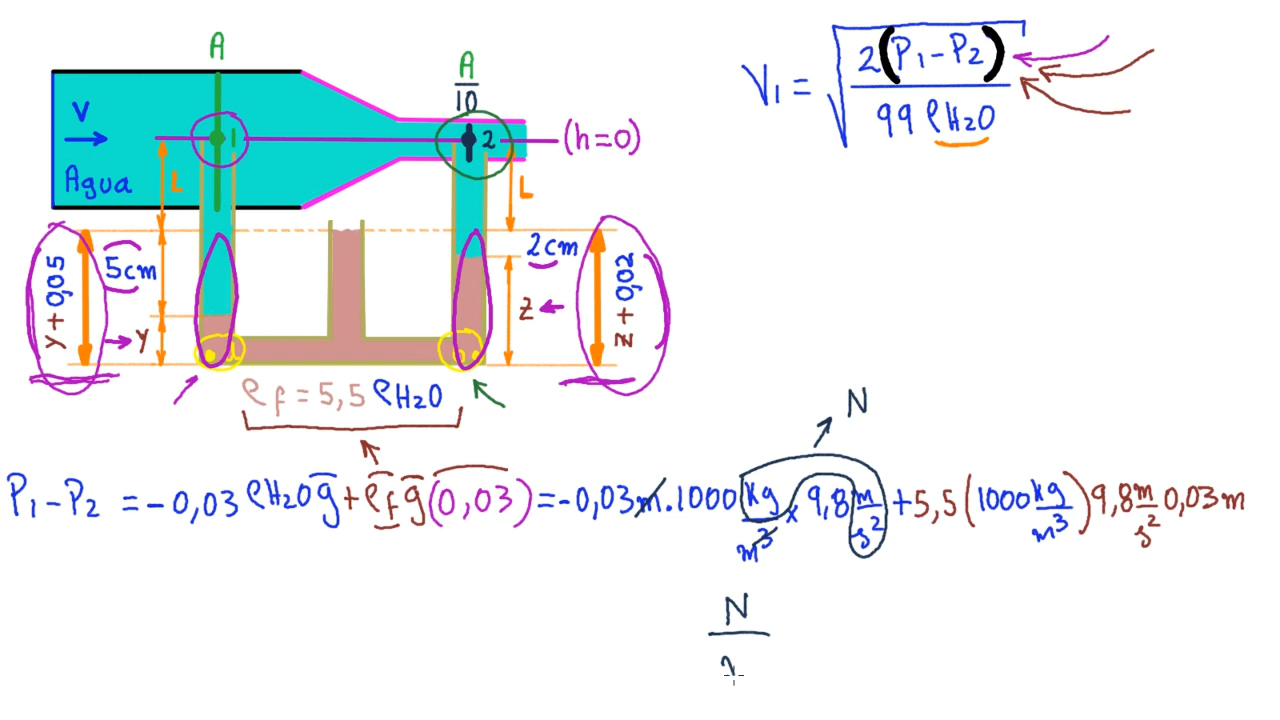 A
A/10
V
1
2
(h=0)
Agua
L
L
y + 0,05
5cm
2cm
z + 0,02
Y
Z
ρf = 5,5 ρH₂O
V₁ = √(2(P₁-P₂) / 99 ρH₂O)
N
P₁-P₂ = -0,03 ρH₂O g + ρf g (0,03) = -0,03m . 1000 kg/m³ x 9,8 m/s² + 5,5 (1000 kg/m³) 9,8 m/s² 0,03 m
N